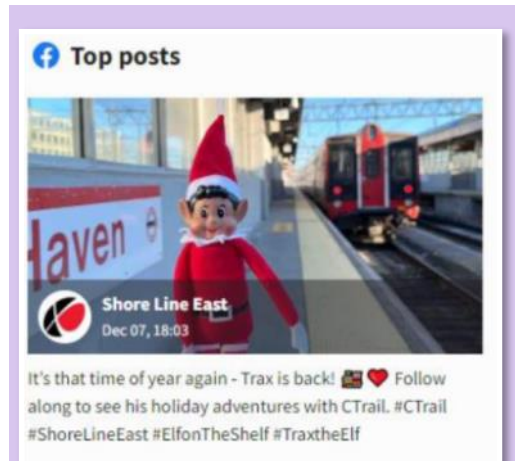 Top posts
Haven
Shore Line East
Dec 07, 18:03
It's that time of year again - Trax is back! 🚂❤️ Follow
along to see his holiday adventures with CTrail. #CTrail
#ShoreLineEast #ElfonTheShelf #TraxtheElf